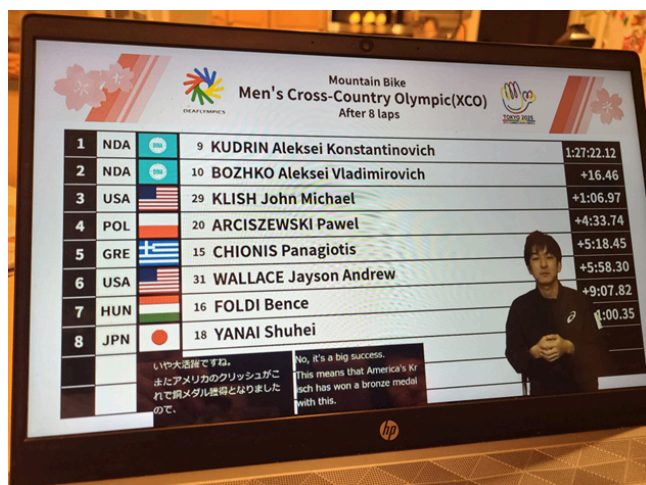 Mountain Bike
Men's Cross-Country Olympic(XCO)
After 8 laps
DEAFLYMPICS
TOKYO 2025
1 NDA 9 KUDRIN Aleksei Konstantinovich 1:27:22.12
2 NDA 10 BOZHKO Aleksei Vladimirovich +16.46
3 USA 29 KLISH John Michael +1:06.97
4 POL 20 ARCISZEWSKI Pawel +4:33.74
5 GRE 15 CHIONIS Panagiotis +5:18.45
6 USA 31 WALLACE Jayson Andrew +5:58.30
7 HUN 16 FOLDI Bence +9:07.82
8 JPN 18 YANAI Shuhei 1:00.35
いや大活躍ですね。
またアメリカのクリッシュがこ
れで銅メダル獲得となりました
ので、
No, it's a big success.
This means that America's Kr
isch has won a bronze medal
with this.
hp